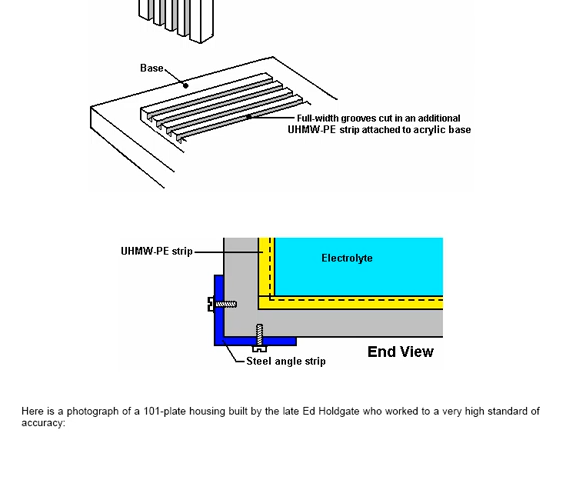 Base
Full-width grooves cut in an additional
UHMW-PE strip attached to acrylic base
UHMW-PE strip
Electrolyte
End View
Steel angle strip
Here is a photograph of a 101-plate housing built by the late Ed Holdgate who worked to a very high standard of
accuracy: